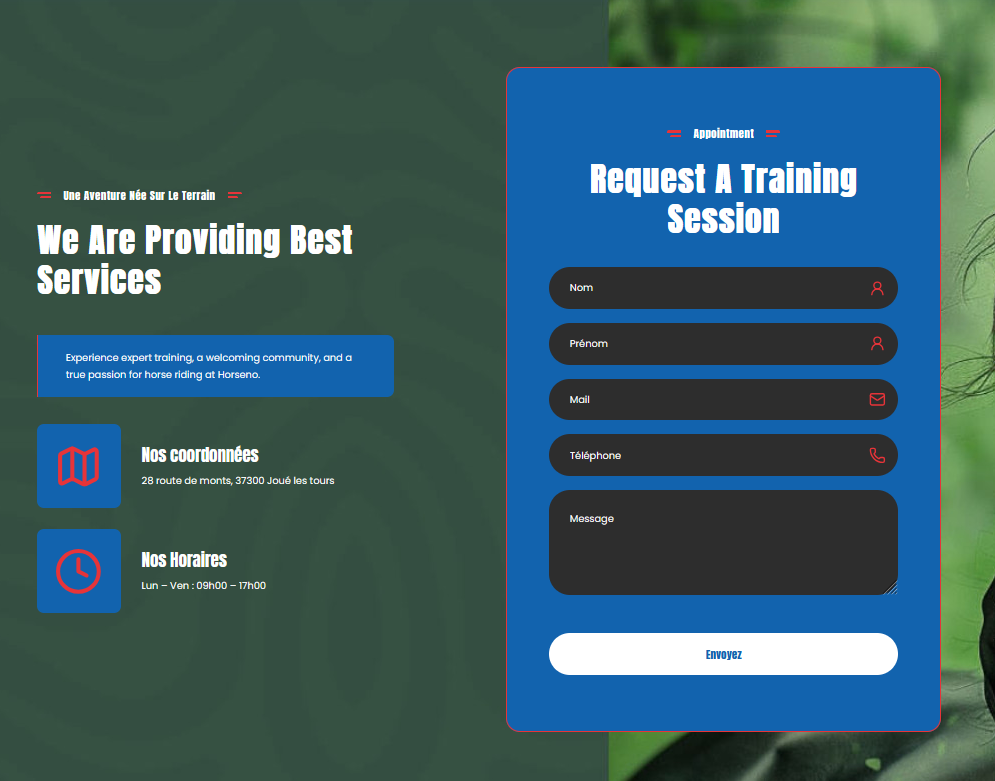 Une Aventure Née Sur Le Terrain
We Are Providing Best
Services
Experience expert training, a welcoming community, and a
true passion for horse riding at Horseno.
Nos coordonnées
28 route de monts, 37300 Joué les tours
Nos Horaires
Lun – Ven : 09h00 – 17h00
Appointment
Request A Training
Session
Nom
Prénom
Mail
Téléphone
Message
Envoyez